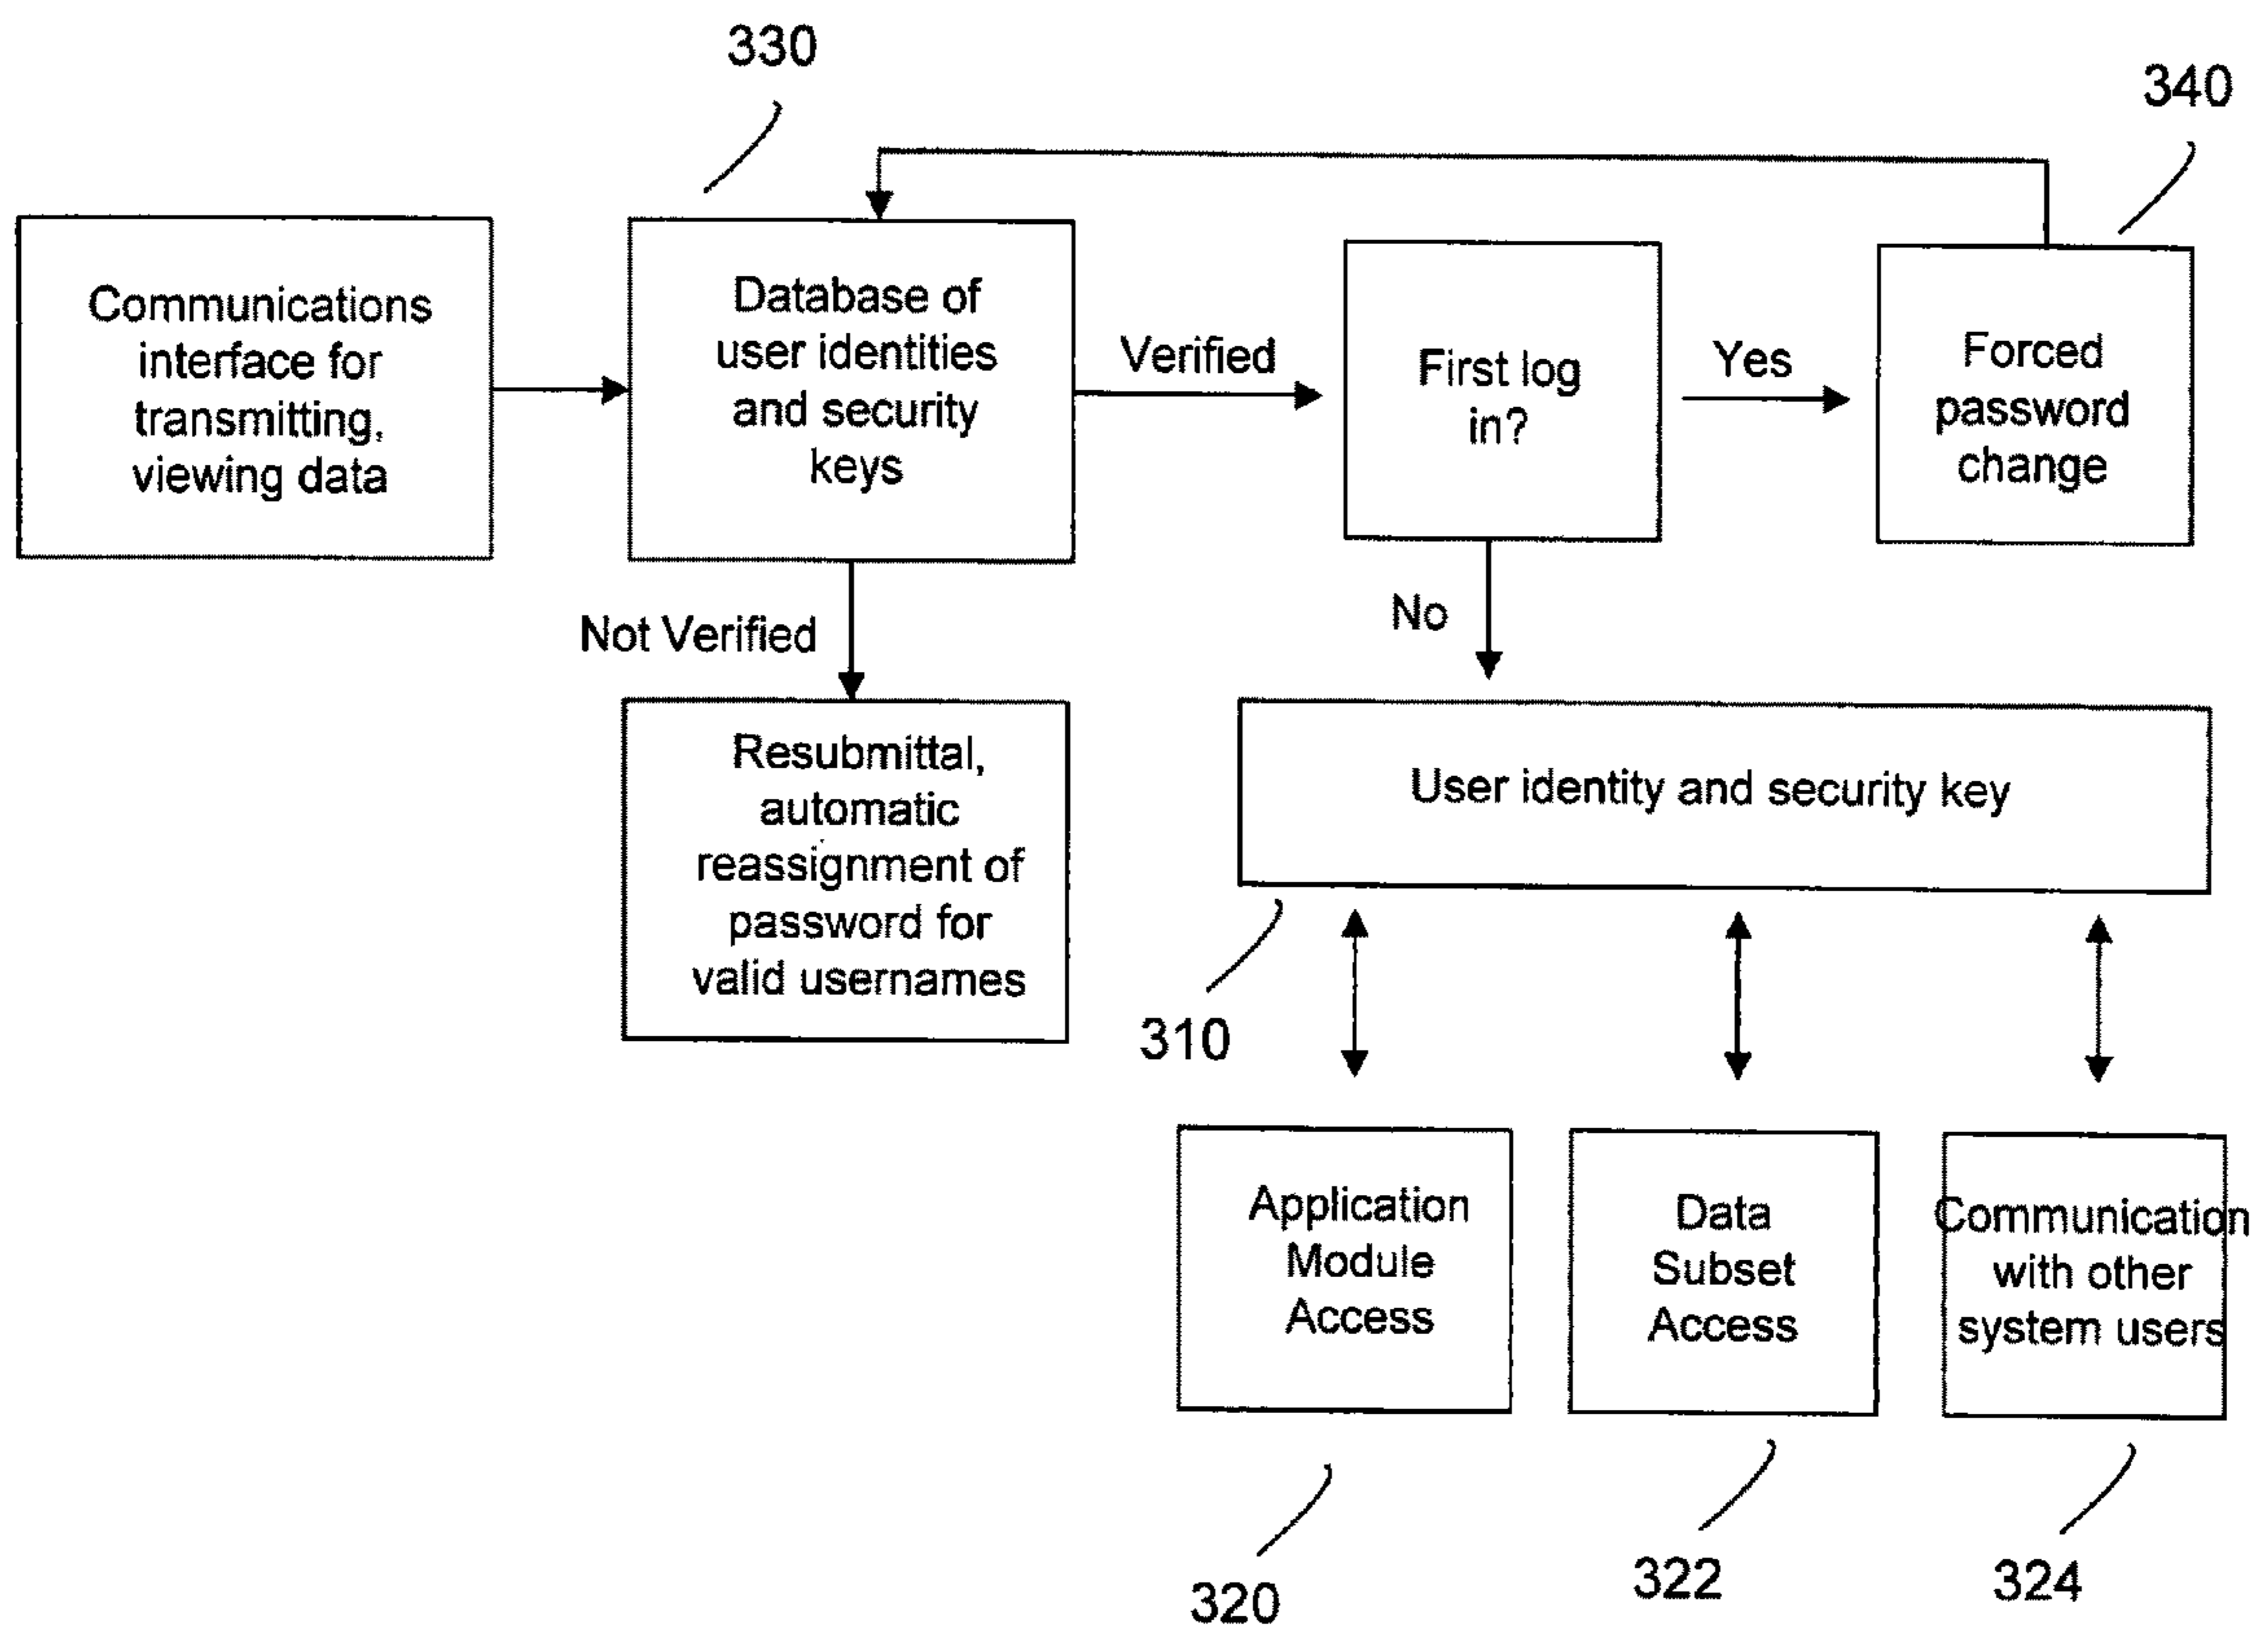 330
340
Communications
interface for
transmitting,
viewing data
Database of
user identities
and security
keys
Verified
First log
in?
Yes
Forced
password
change
Not Verified
No
Resubmittal,
automatic
reassignment of
password for
valid usernames
User identity and security key
310
Application
Module
Access
Data
Subset
Access
Communication
with other
system users
320
322
324